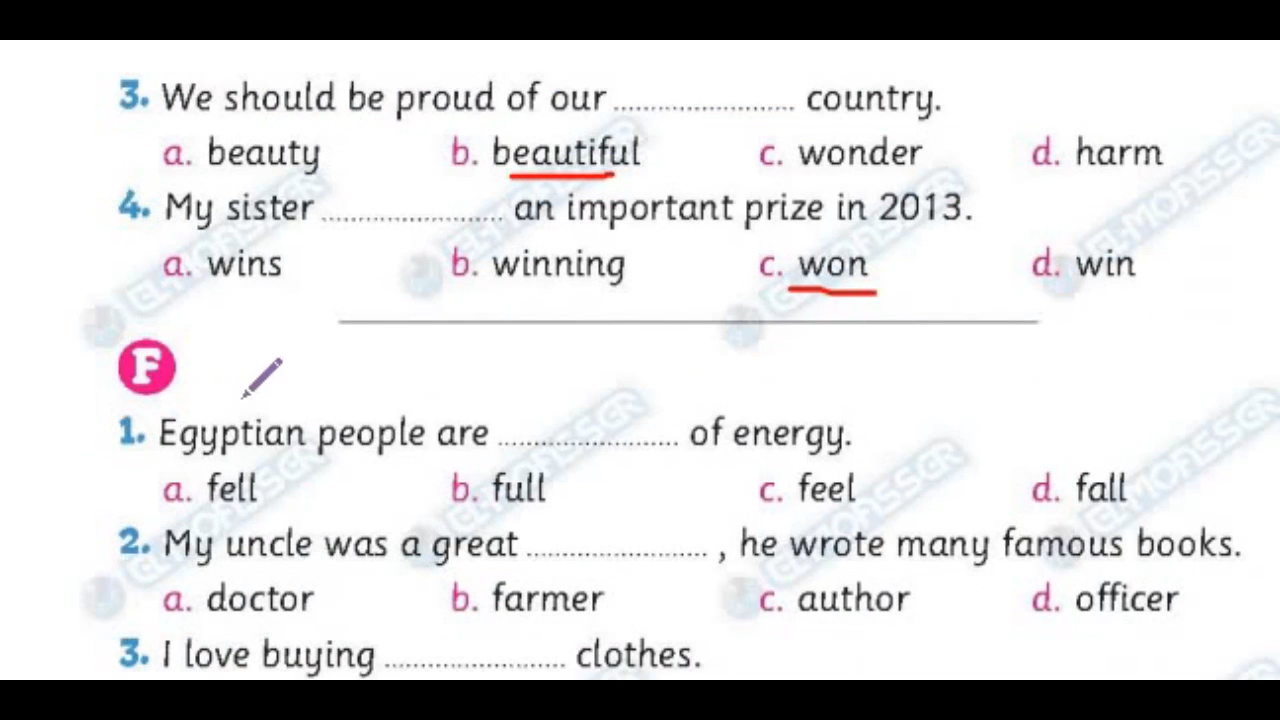 3. We should be proud of our ........................ country.
a. beauty b. beautiful c. wonder d. harm
4. My sister ........................ an important prize in 2013.
a. wins b. winning c. won d. win
F
1. Egyptian people are ........................ of energy.
a. fell b. full c. feel d. fall
2. My uncle was a great ........................ , he wrote many famous books.
a. doctor b. farmer c. author d. officer
3. I love buying ........................ clothes.